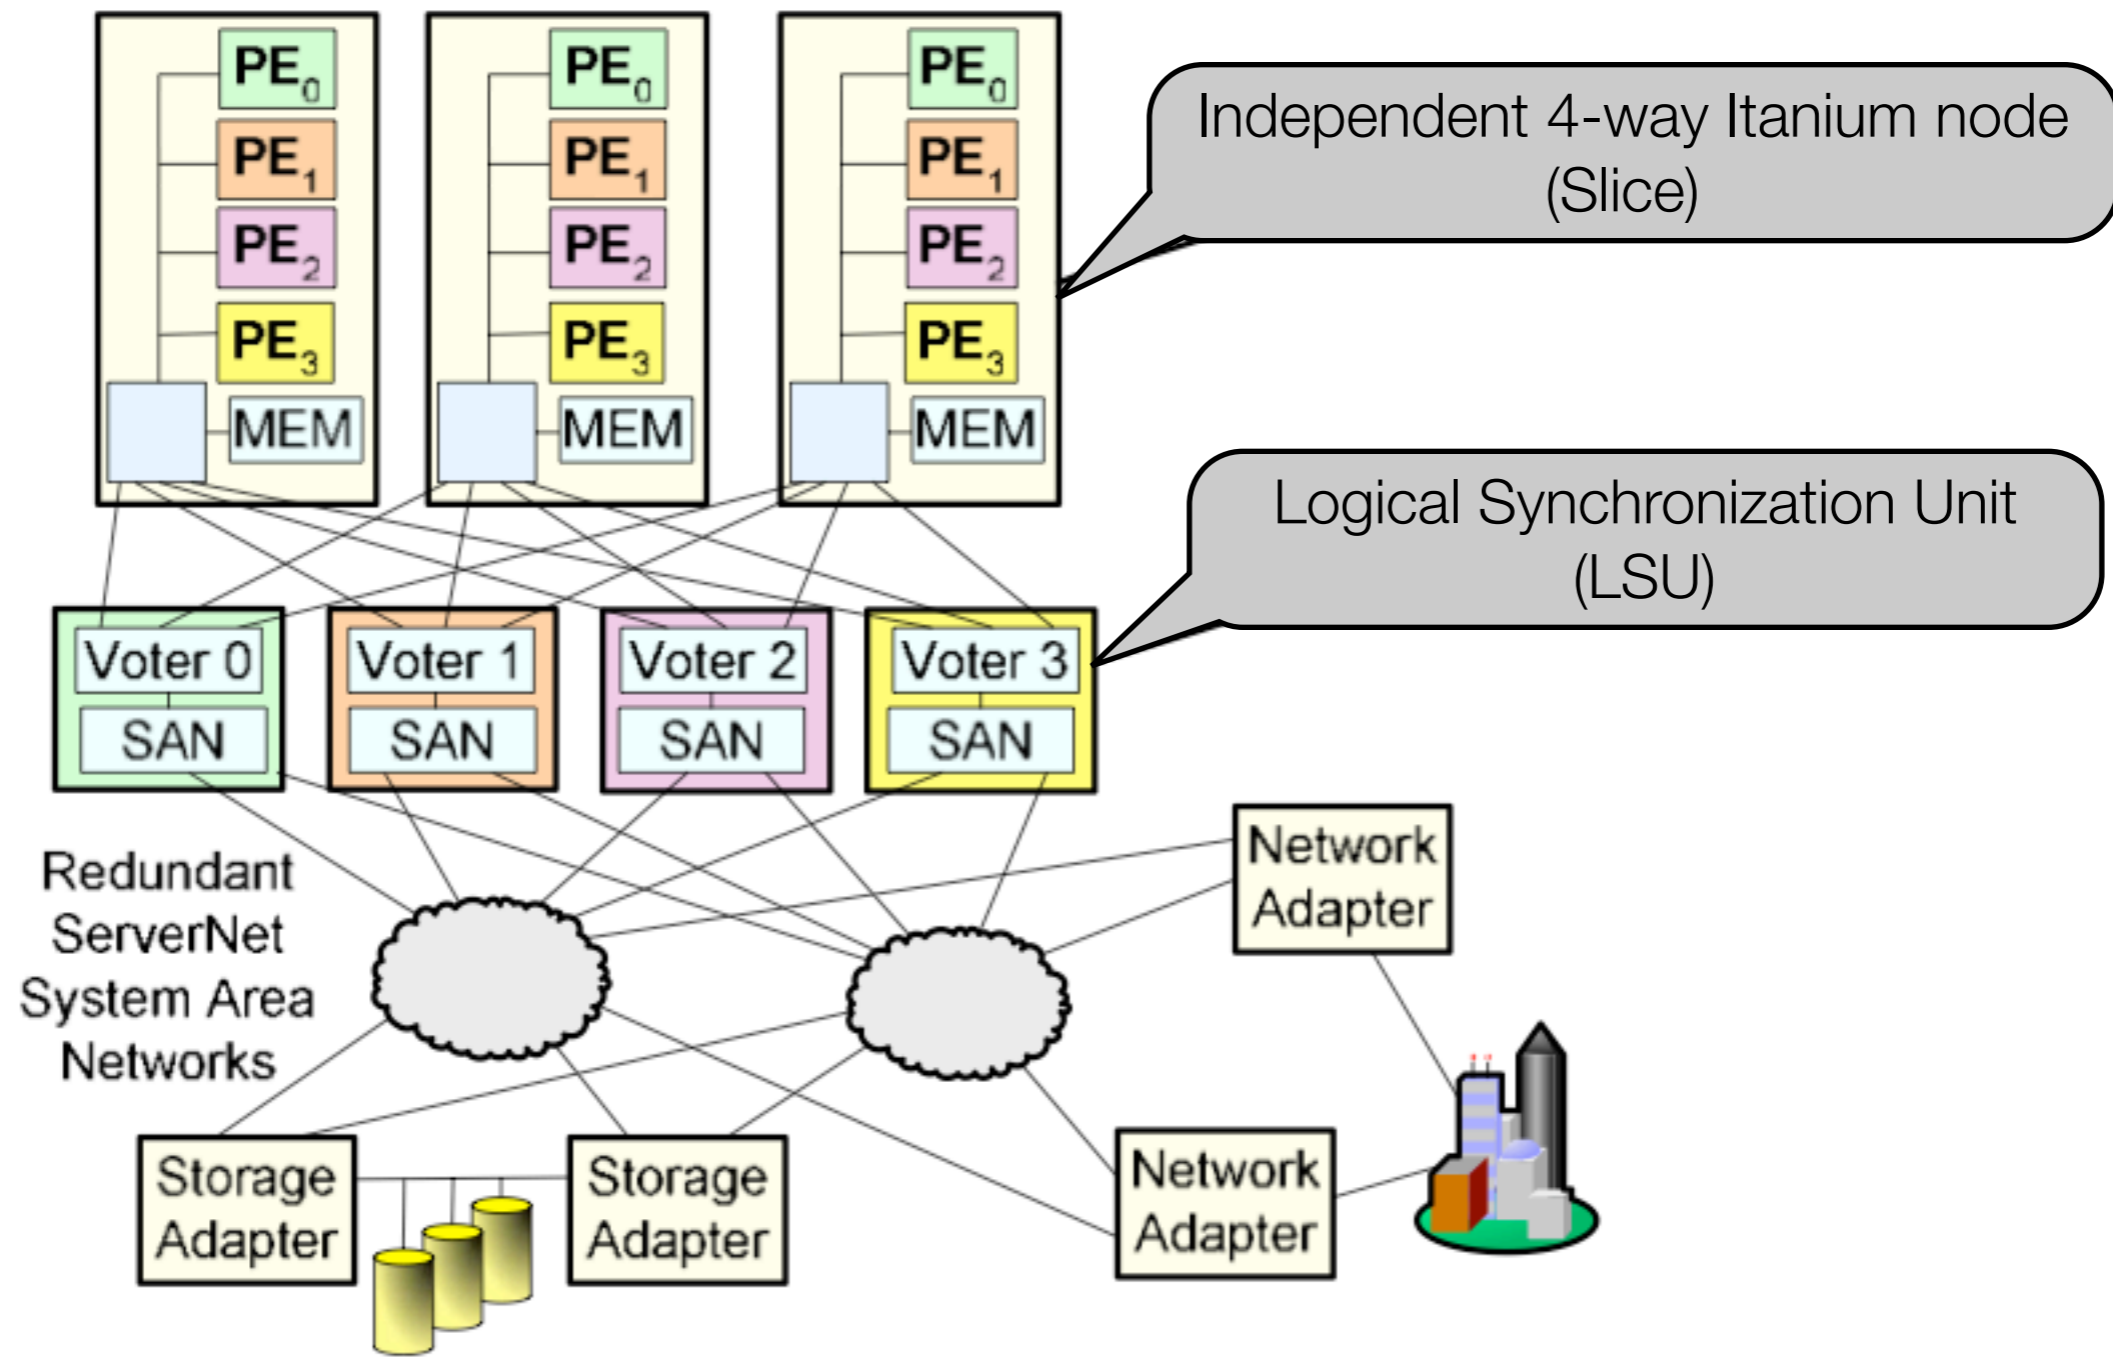 PE0
PE1
PE2
PE3
MEM
PE0
PE1
PE2
PE3
MEM
PE0
PE1
PE2
PE3
MEM
Independent 4-way Itanium node
(Slice)
Logical Synchronization Unit
(LSU)
Voter 0
SAN
Voter 1
SAN
Voter 2
SAN
Voter 3
SAN
Redundant
ServerNet
System Area
Networks
Network
Adapter
Storage
Adapter
Storage
Adapter
Network
Adapter